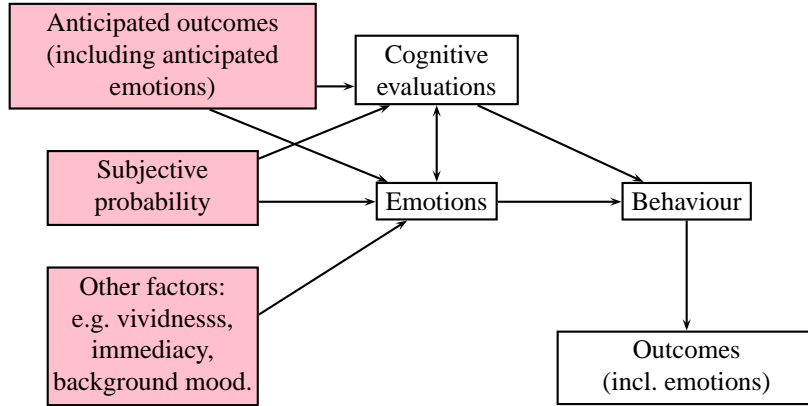 Anticipated outcomes
(including anticipated
emotions)
Cognitive
evaluations
Subjective
probability
Emotions
Behaviour
Other factors:
e.g. vividnesss,
immediacy,
background mood.
Outcomes
(incl. emotions)